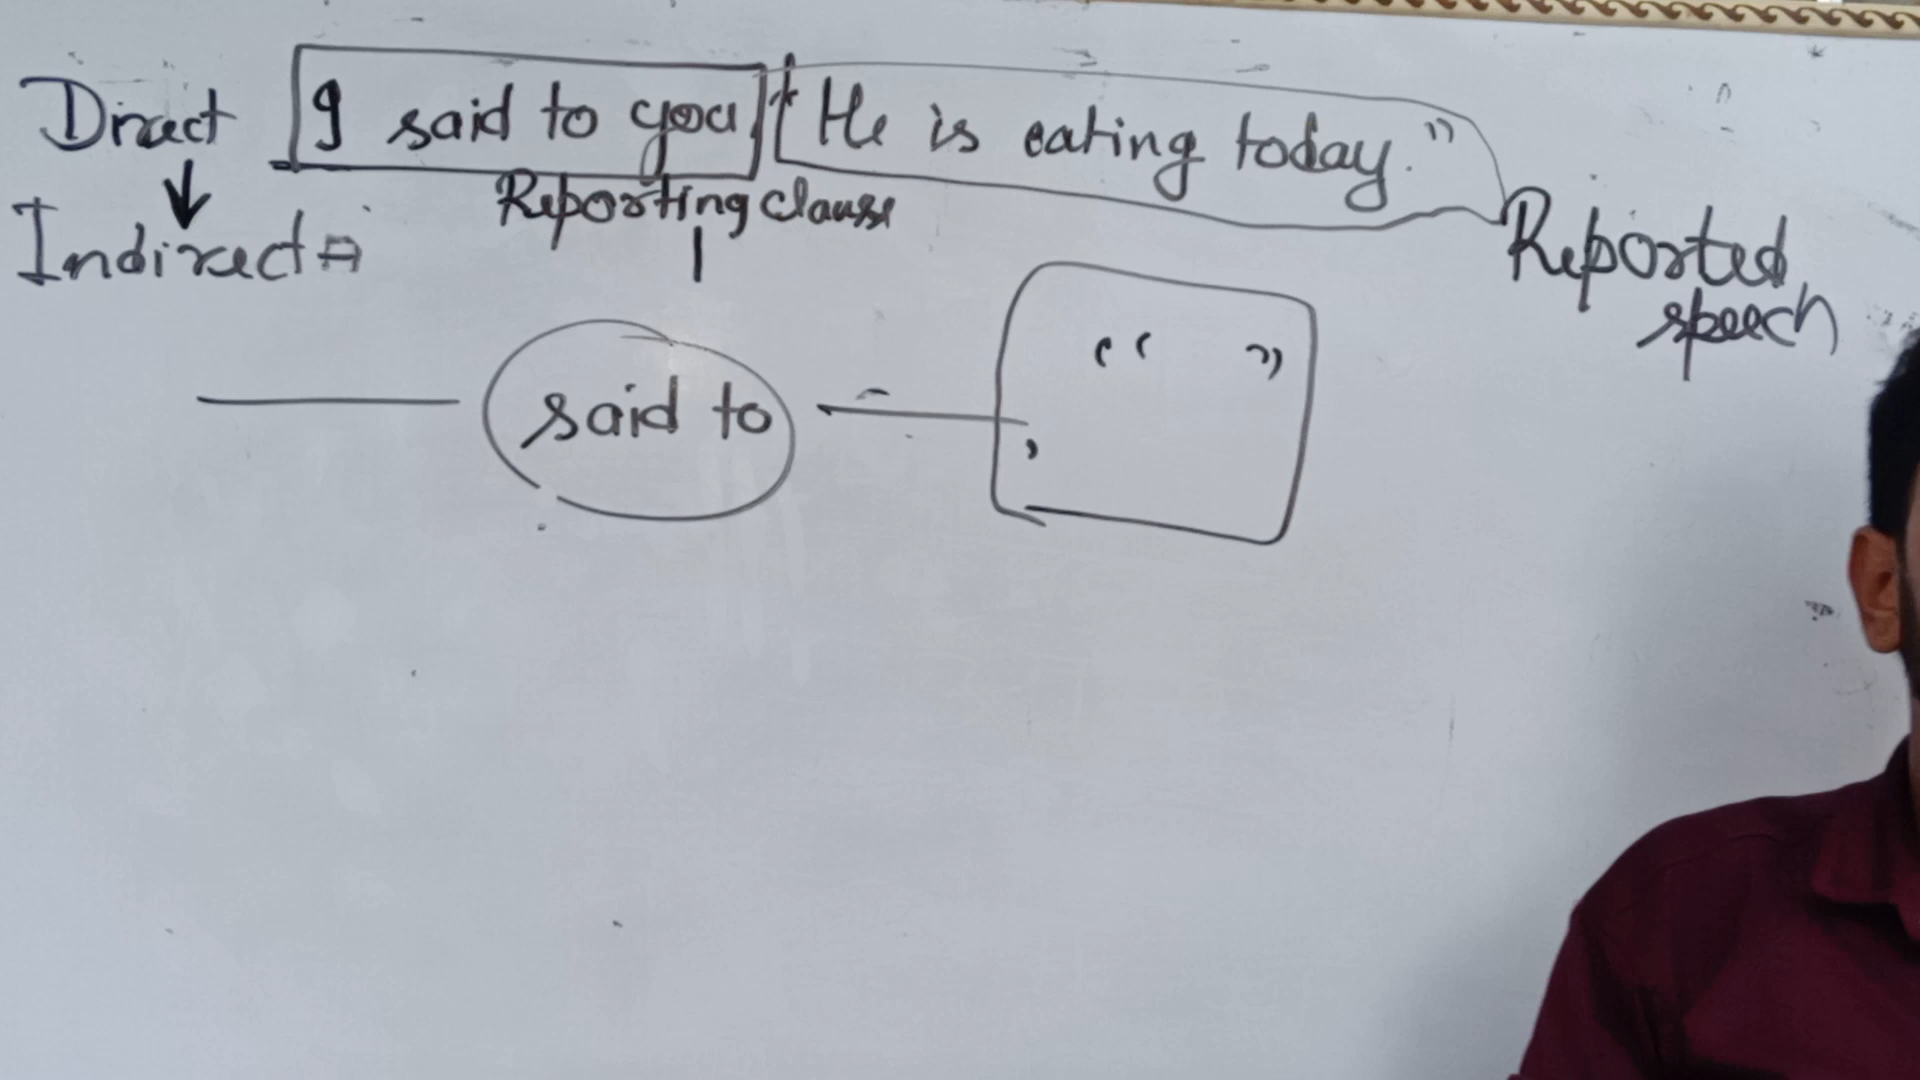 Direct I said to you, "He is eating today."
Reporting clause
Indirect
Reported
speech
said to , " "